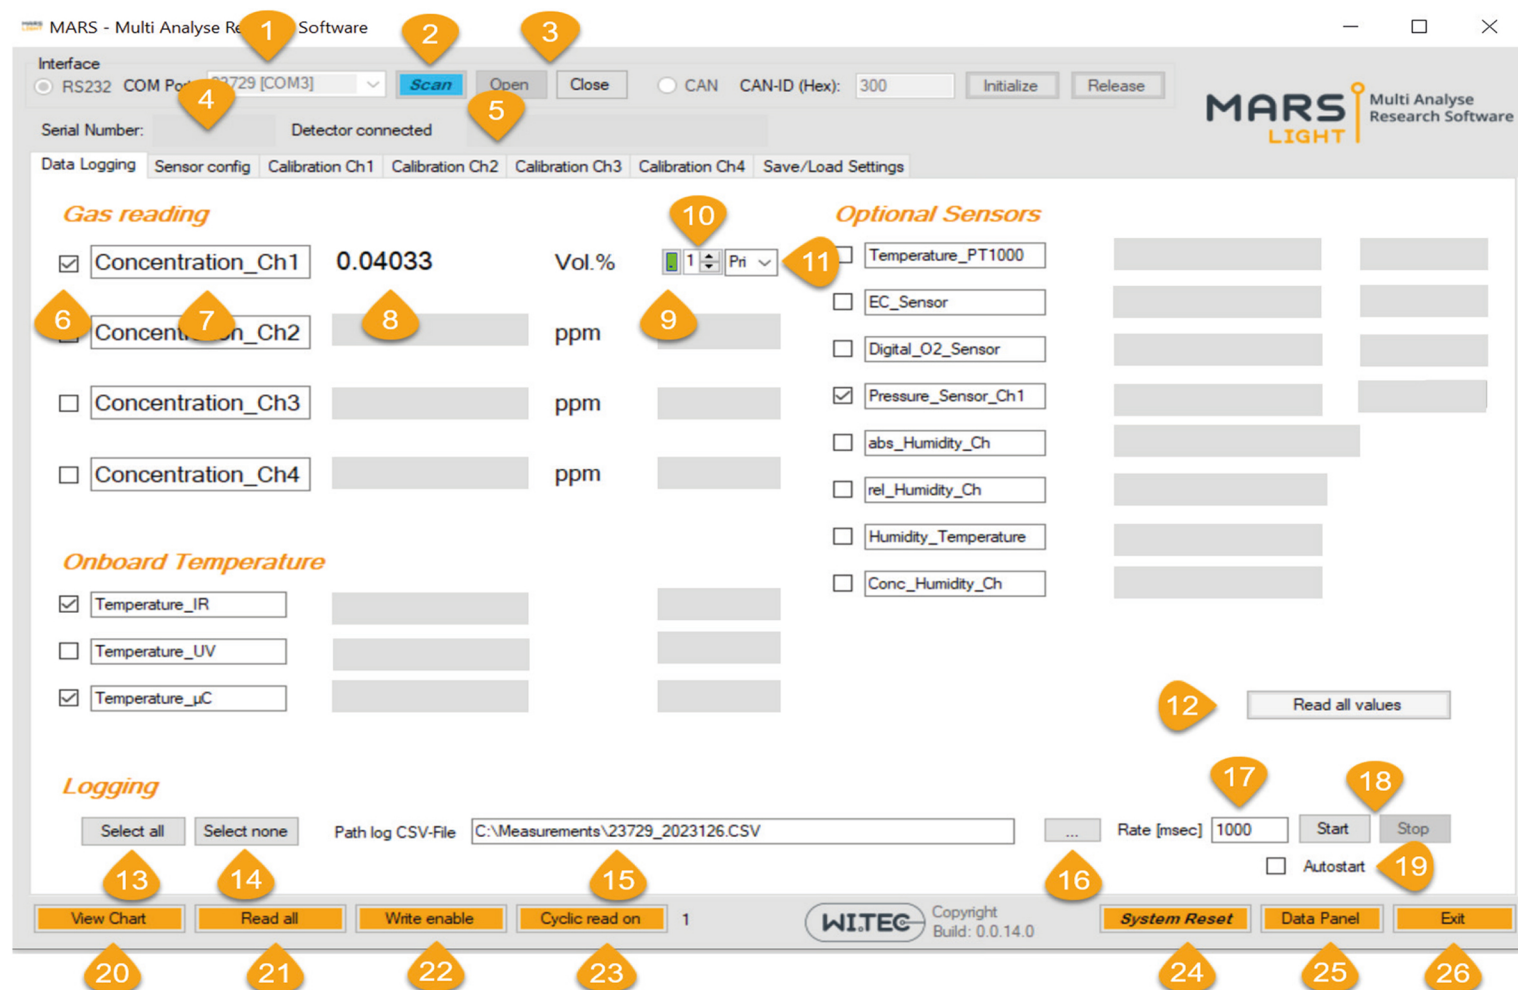 MARS - Multi Analyse Re Software
1
2
3
Interface
RS232 COM Por 23729 [COM3] Scan Open Close CAN CAN-ID (Hex): 300 Initialize Release
4
5
MARS LIGHT
Multi Analyse
Research Software
Serial Number: Detector connected
Data Logging Sensor config Calibration Ch1 Calibration Ch2 Calibration Ch3 Calibration Ch4 Save/Load Settings
Gas reading
10
Optional Sensors
Concentration_Ch1 0.04033 Vol.% 1 Pri
11
Temperature_PT1000
6
7
8
9
EC_Sensor
Concen n_Ch2 ppm
Digital_O2_Sensor
Concentration_Ch3 ppm
Pressure_Sensor_Ch1
abs_Humidity_Ch
Concentration_Ch4 ppm
rel_Humidity_Ch
Humidity_Temperature
Onboard Temperature
Conc_Humidity_Ch
Temperature_IR
Temperature_UV
Temperature_µC
12
Read all values
Logging
17
18
Select all Select none Path log CSV-File C:\Measurements\23729_2023126.CSV ... Rate [msec] 1000 Start Stop
13
14
15
16
Autostart
19
View Chart Read all Write enable Cyclic read on 1
WI.TEC
Copyright
Build: 0.0.14.0
System Reset Data Panel Exit
20
21
22
23
24
25
26